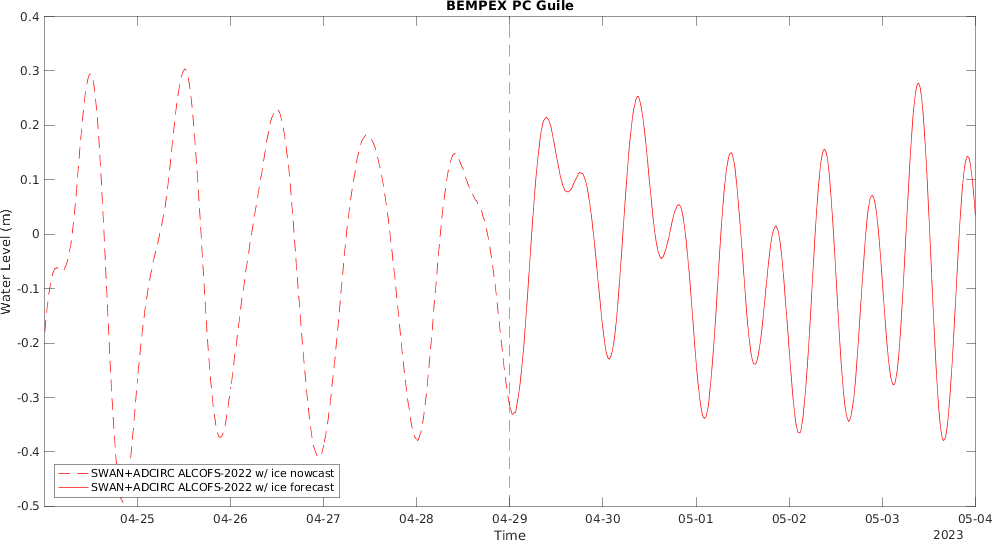 BEMPEX PC Guile
0.4
0.3
0.2
0.1
0
-0.1
-0.2
-0.3
-0.4
-0.5
Water Level (m)
SWAN+ADCIRC ALCOFS-2022 w/ ice nowcast
SWAN+ADCIRC ALCOFS-2022 w/ ice forecast
04-25 04-26 04-27 04-28 04-29 04-30 05-01 05-02 05-03 05-04
Time
2023